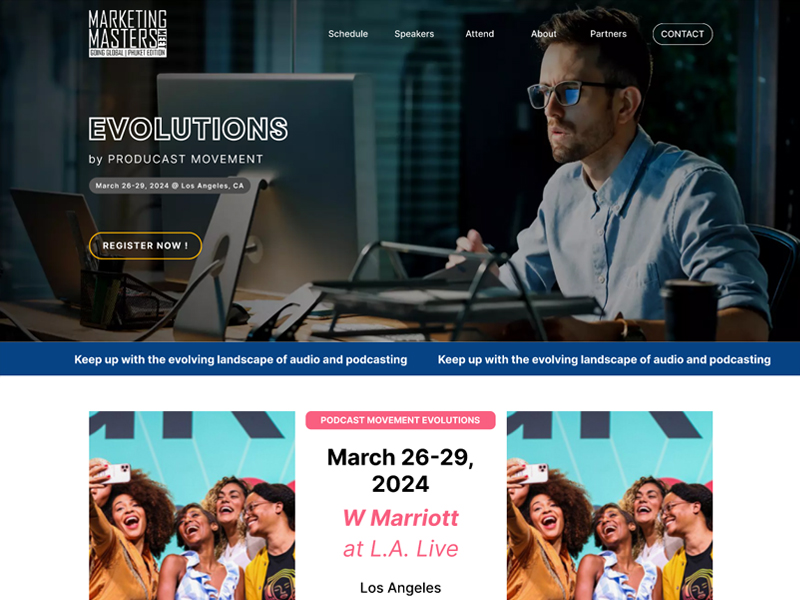 MARKETING
MASTERS
MEET
GOING GLOBAL | PHUKET EDITION
Schedule
Speakers
Attend
About
Partners
CONTACT
EVOLUTIONS
by PRODUCAST MOVEMENT
March 26-29, 2024 @ Los Angeles, CA
REGISTER NOW !
Keep up with the evolving landscape of audio and podcasting
Keep up with the evolving landscape of audio and podcasting
PODCAST MOVEMENT EVOLUTIONS
March 26-29,
2024
W Marriott
at L.A. Live
Los Angeles